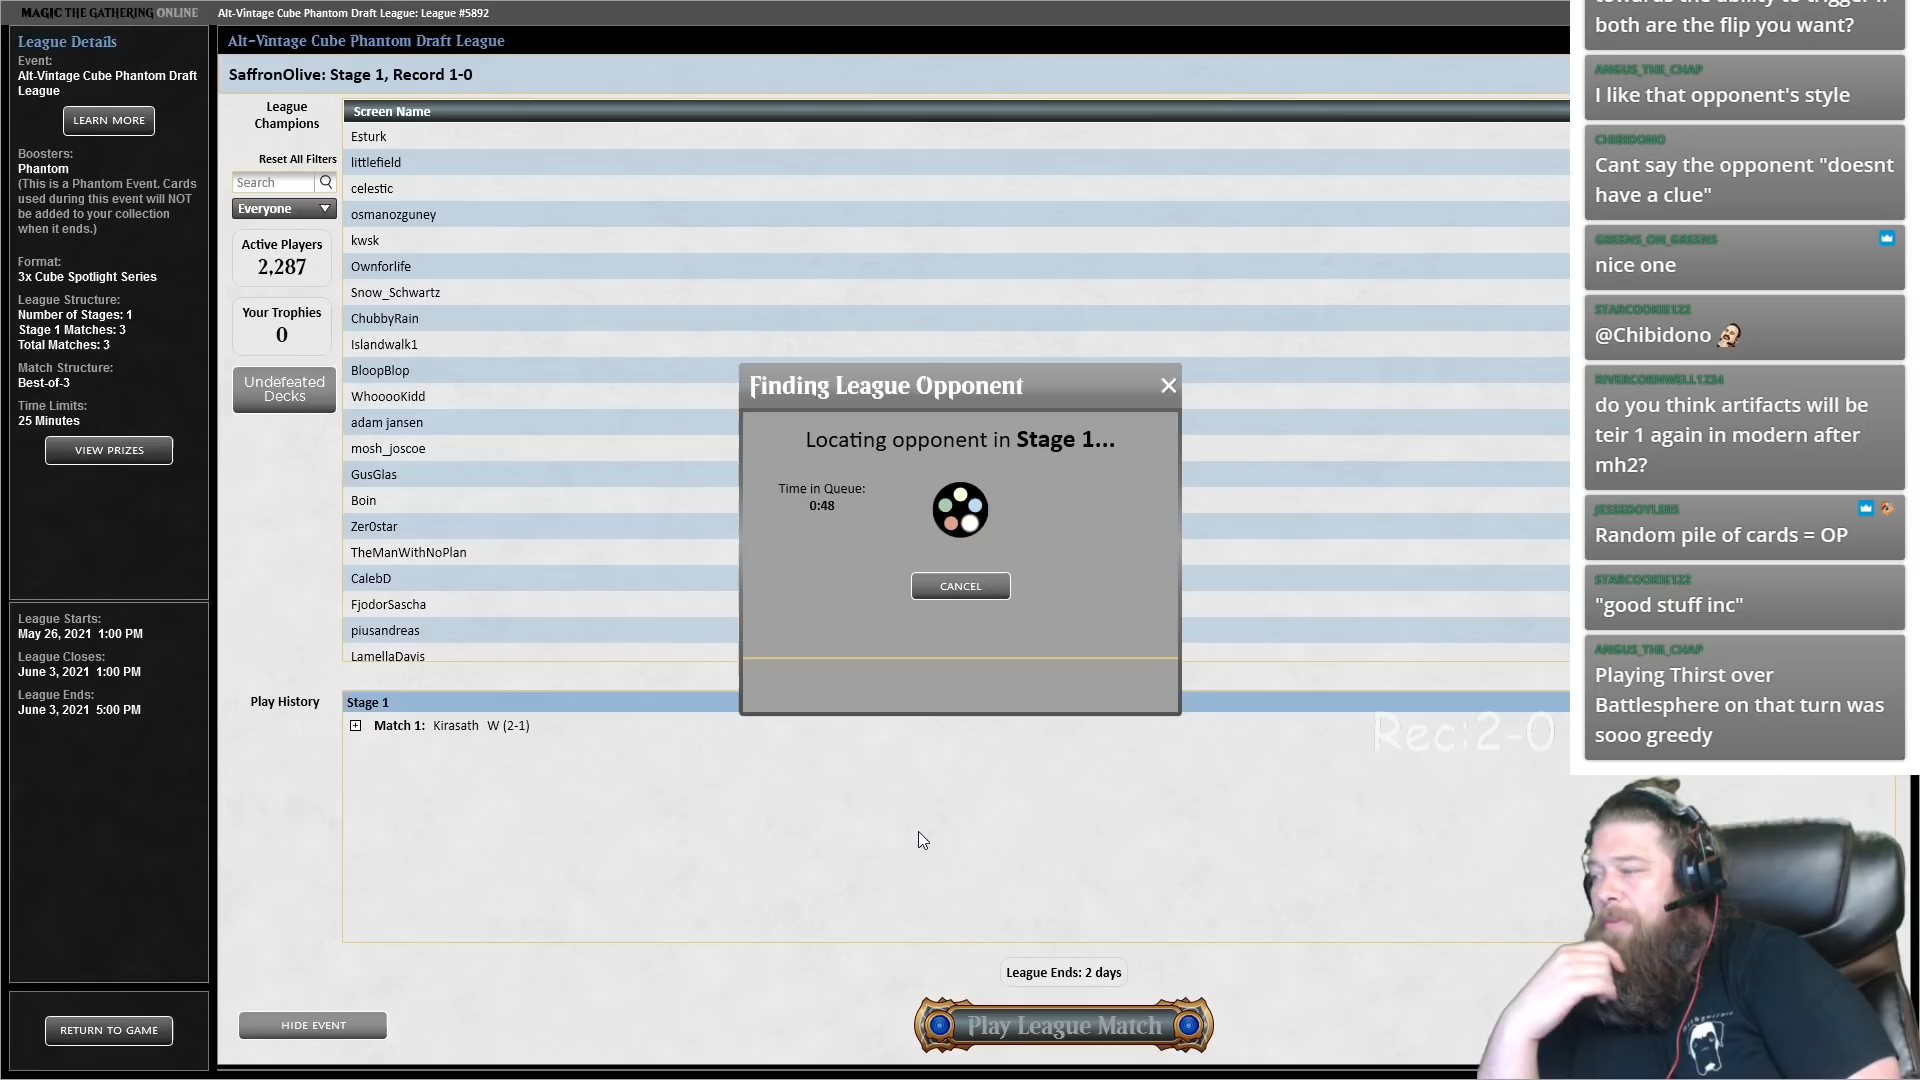 MAGIC THE GATHERING ONLINE
Alt-Vintage Cube Phantom Draft League: League #5892
League Details
Event:
Alt-Vintage Cube Phantom Draft
League
LEARN MORE
Boosters:
Phantom
(This is a Phantom Event. Cards
used during this event will NOT
be added to your collection
when it ends.)
Format:
3x Cube Spotlight Series
League Structure:
Number of Stages: 1
Stage 1 Matches: 3
Total Matches: 3
Match Structure:
Best-of-3
Time Limits:
25 Minutes
VIEW PRIZES
League Starts:
May 26, 2021 1:00 PM
League Closes:
June 3, 2021 1:00 PM
League Ends:
June 3, 2021 5:00 PM
RETURN TO GAME
Alt-Vintage Cube Phantom Draft League
SaffronOlive: Stage 1, Record 1-0
League
Champions
Reset All Filters
Search
Everyone
Active Players
2,287
Your Trophies
0
Undefeated
Decks
Screen Name
Esturk
littlefield
celestic
osmanozguney
kwsk
Ownforlife
Snow_Schwartz
ChubbyRain
Islandwalk1
BloopBlop
WhooooKidd
adam jansen
mosh_joscoe
GusGlas
Boin
Zer0star
TheManWithNoPlan
CalebD
FjodorSascha
piusandreas
LamellaDavis
Finding League Opponent
Locating opponent in Stage 1...
Time in Queue:
0:48
CANCEL
Play History
Stage 1
Match 1: Kirasath W (2-1)
Rec:2-0
League Ends: 2 days
HIDE EVENT
Play League Match
both are the flip you want?
ANGUS_THE_CHAP
I like that opponent's style
CHIBIDONO
Cant say the opponent "doesnt
have a clue"
GREENS_ON_GREENS
nice one
STARCOOKIE122
@Chibidono
RIVERCORNWELL1234
do you think artifacts will be
teir 1 again in modern after
mh2?
Random pile of cards = OP
STARCOOKIE122
"good stuff inc"
ANGUS_THE_CHAP
Playing Thirst over
Battlesphere on that turn was
sooo greedy